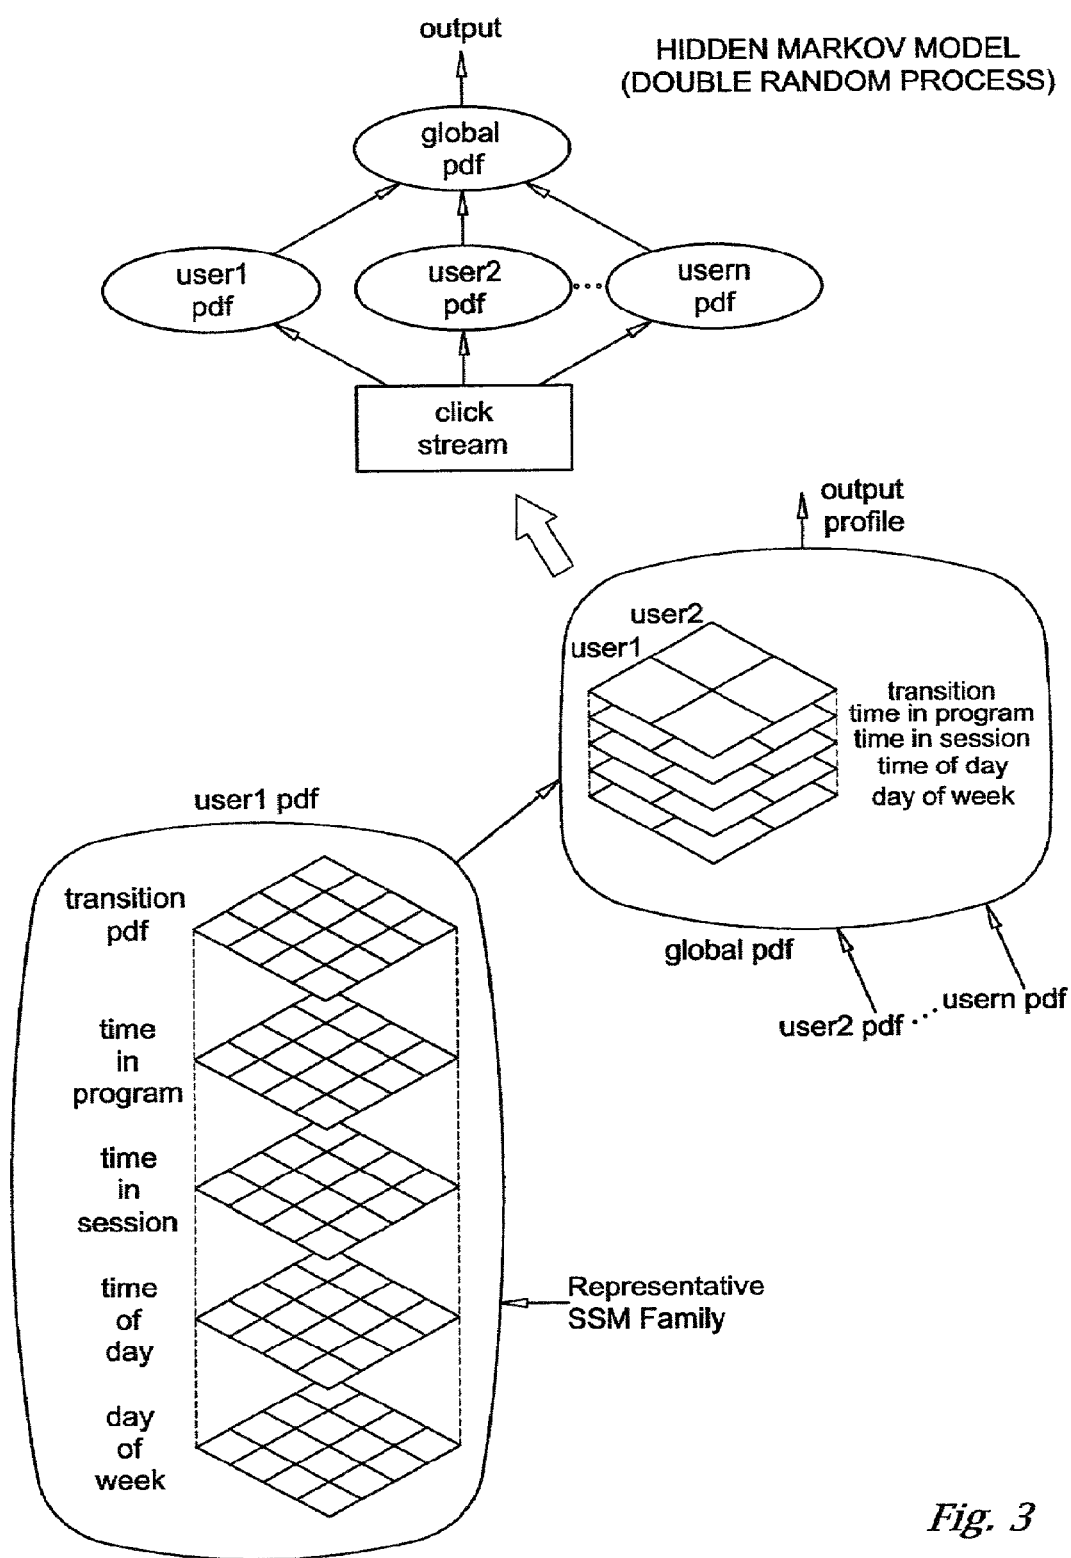 output
HIDDEN MARKOV MODEL
(DOUBLE RANDOM PROCESS)
global
pdf
user1
pdf
user2
pdf
...
usern
pdf
click
stream
output
profile
user2
user1
transition
time in program
time in session
time of day
day of week
user1 pdf
global pdf
user2 pdf ... usern pdf
transition
pdf
time
in
program
time
in
session
time
of
day
Representative
SSM Family
day
of
week
Fig. 3